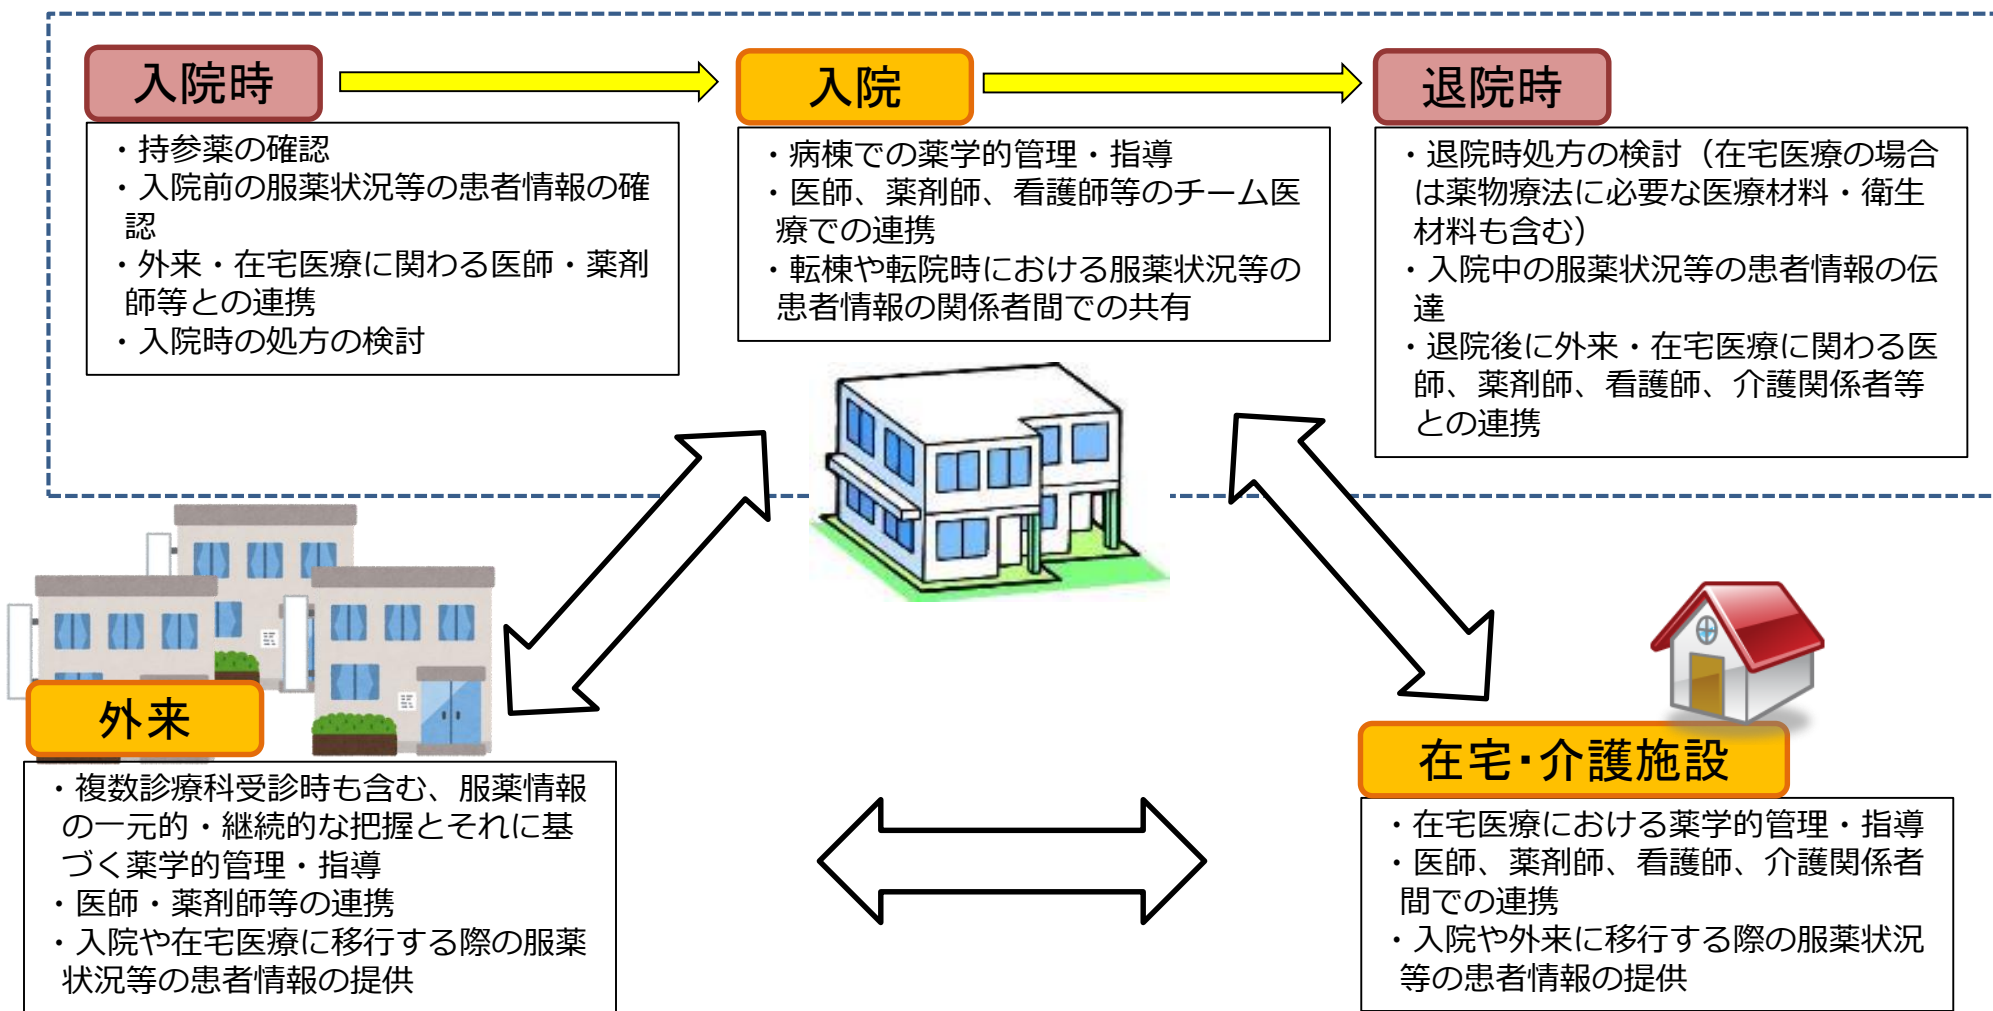 入院時
・持参薬の確認
・入院前の服薬状況等の患者情報の確
認
・外来・在宅医療に関わる医師・薬剤
師等との連携
・入院時の処方の検討
入院
・病棟での薬学的管理・指導
・医師、薬剤師、看護師等のチーム医
療での連携
・転棟や転院時における服薬状況等の
患者情報の関係者間での共有
退院時
・退院時処方の検討（在宅医療の場合
は薬物療法に必要な医療材料・衛生
材料も含む）
・入院中の服薬状況等の患者情報の伝
達
・退院後に外来・在宅医療に関わる医
師、薬剤師、看護師、介護関係者等
との連携
外来
・複数診療科受診時も含む、服薬情報
の一元的・継続的な把握とそれに基
づく薬学的管理・指導
・医師・薬剤師等の連携
・入院や在宅医療に移行する際の服薬
状況等の患者情報の提供
在宅・介護施設
・在宅医療における薬学的管理・指導
・医師、薬剤師、看護師、介護関係者
間での連携
・入院や外来に移行する際の服薬状況
等の患者情報の提供